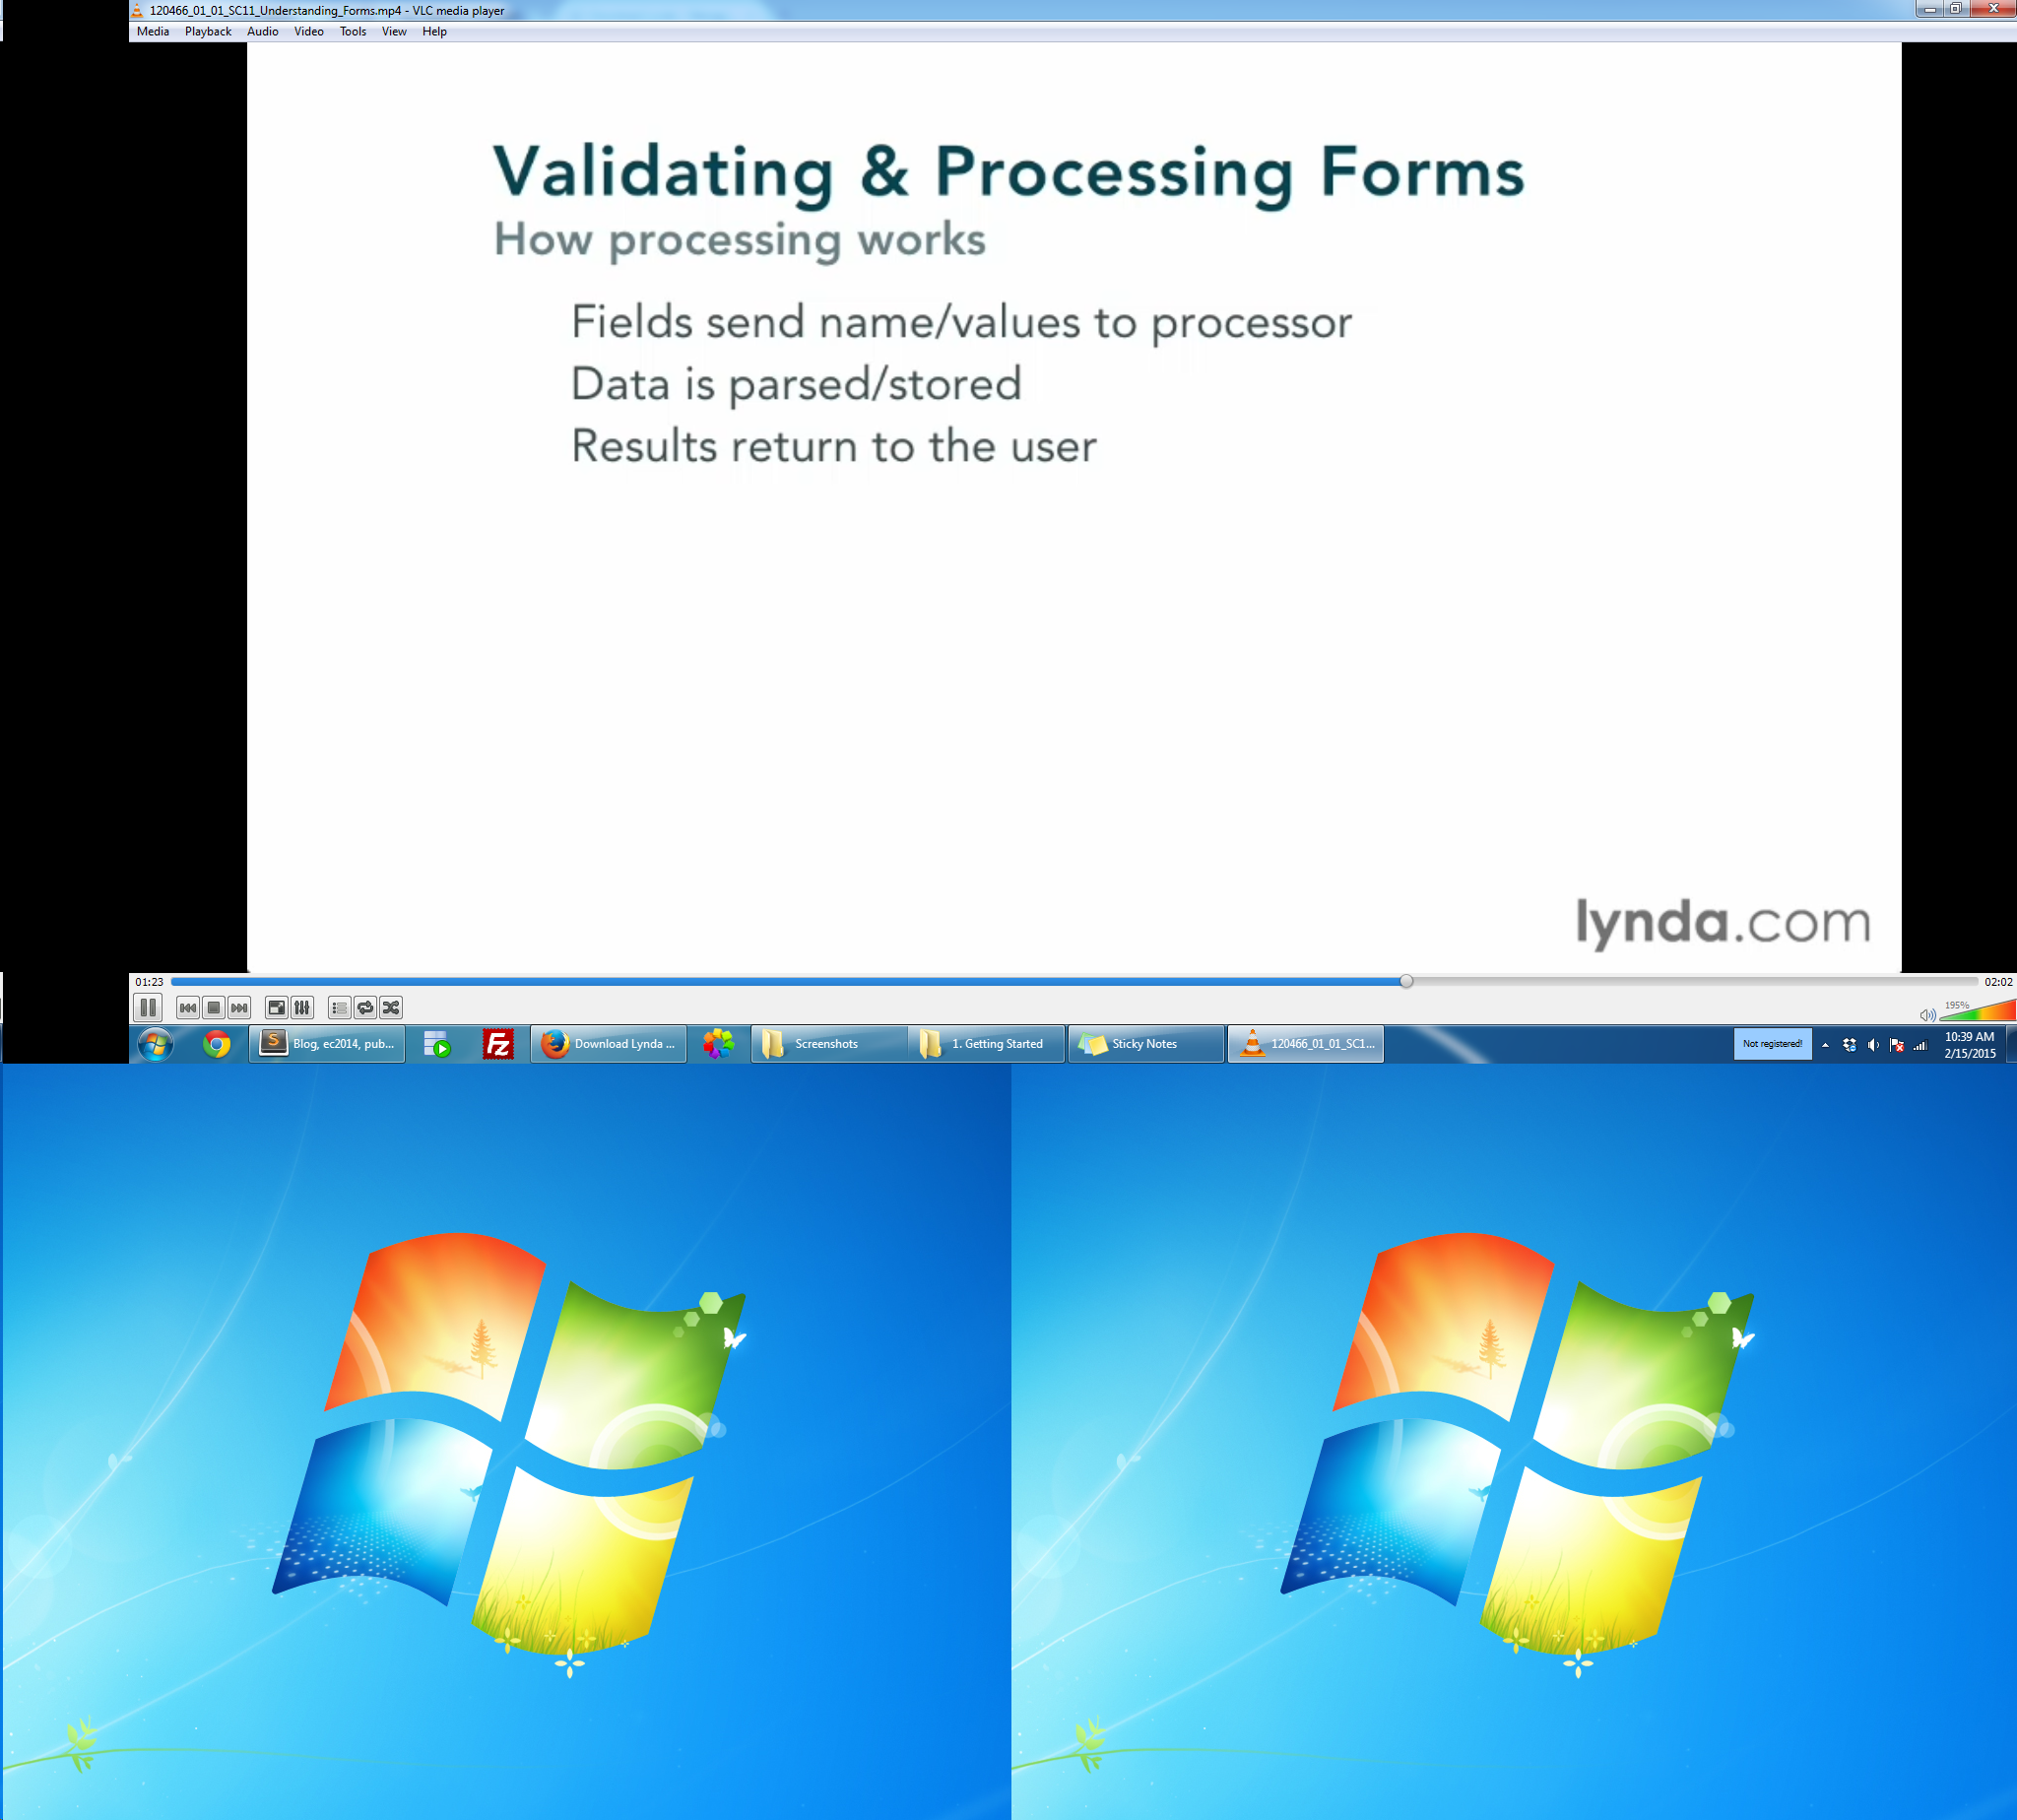 120466_01_01_SC11_Understanding_Forms.mp4 - VLC media player
Media Playback Audio Video Tools View Help
Validating & Processing Forms
How processing works
Fields send name/values to processor
Data is parsed/stored
Results return to the user
lynda.com
01:23 02:02
195%
Blog, ec2014, pub... Download Lynda ... Screenshots 1. Getting Started Sticky Notes 120466_01_01_SC1... Not registered! 10:39 AM
2/15/2015